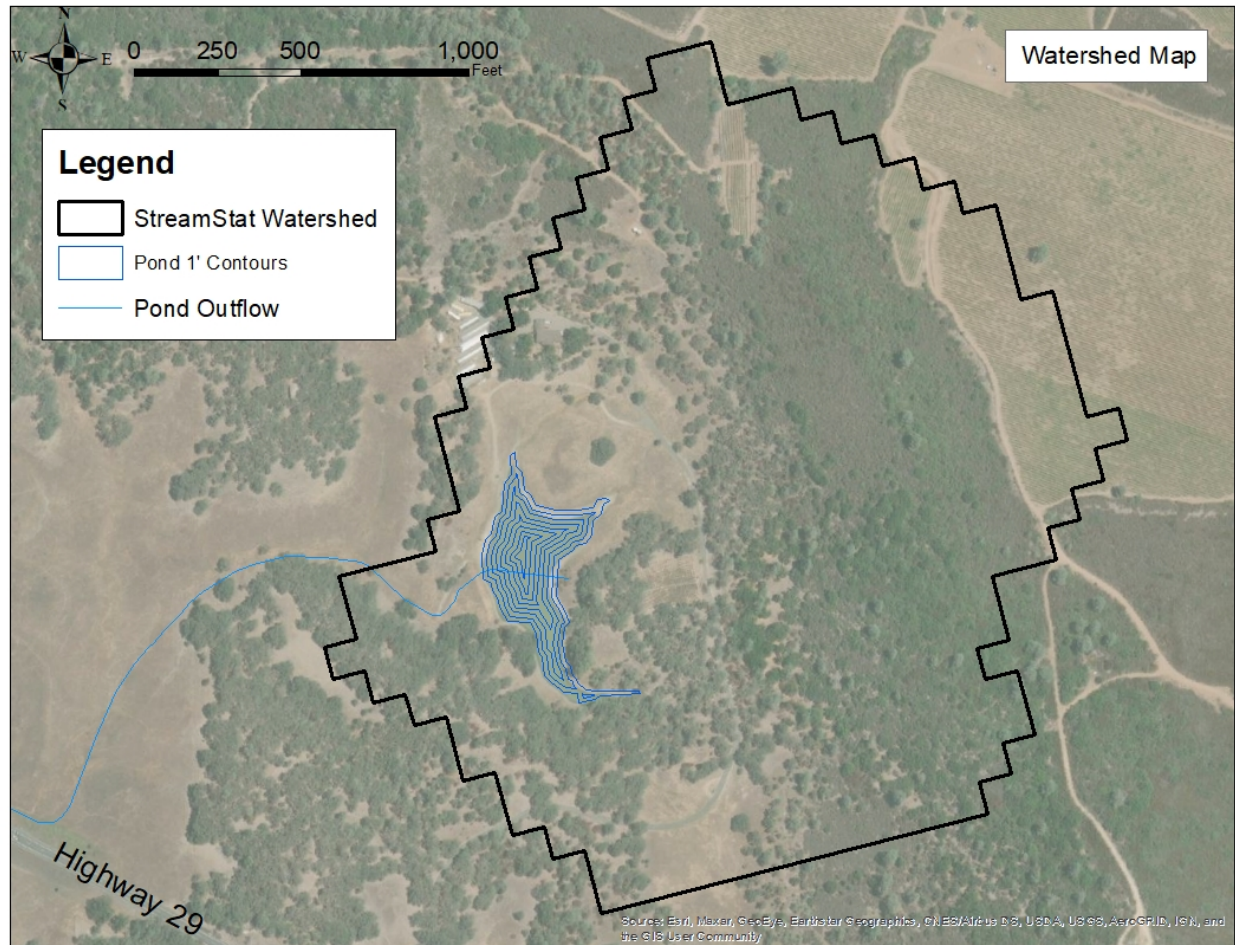 N
W
E
S
0 250 500 1,000
Feet
Watershed Map
Legend
StreamStat Watershed
Pond 1' Contours
Pond Outflow
Highway 29
Source: Esri, Maxar, GeoEye, Earthstar Geographics, CNES/Airbus DS, USDA, USGS, AeroGRID, IGN, and
the GIS User Community